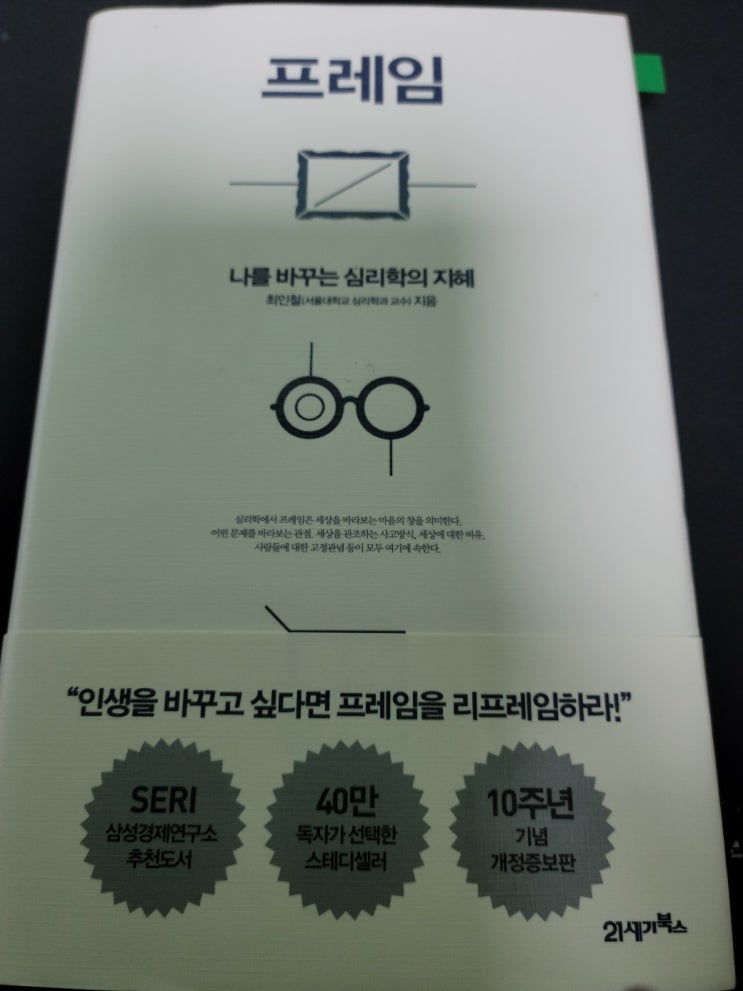 프레임
나를 바꾸는 심리학의 지혜
최인철(서울대학교 심리학과 교수) 지음
심리학에서 프레임은 세상을 바라보는 마음의 창을 의미한다.
어떤 문제를 바라보는 관점, 세상을 관조하는 사고방식, 세상에 대한 비유,
사람들에 대한 고정관념 등이 모두 여기에 속한다.
“인생을 바꾸고 싶다면 프레임을 리프레임하라!”
SERI
삼성경제연구소
추천도서
40만
독자가 선택한
스테디셀러
10주년
기념
개정증보판
21세기북스